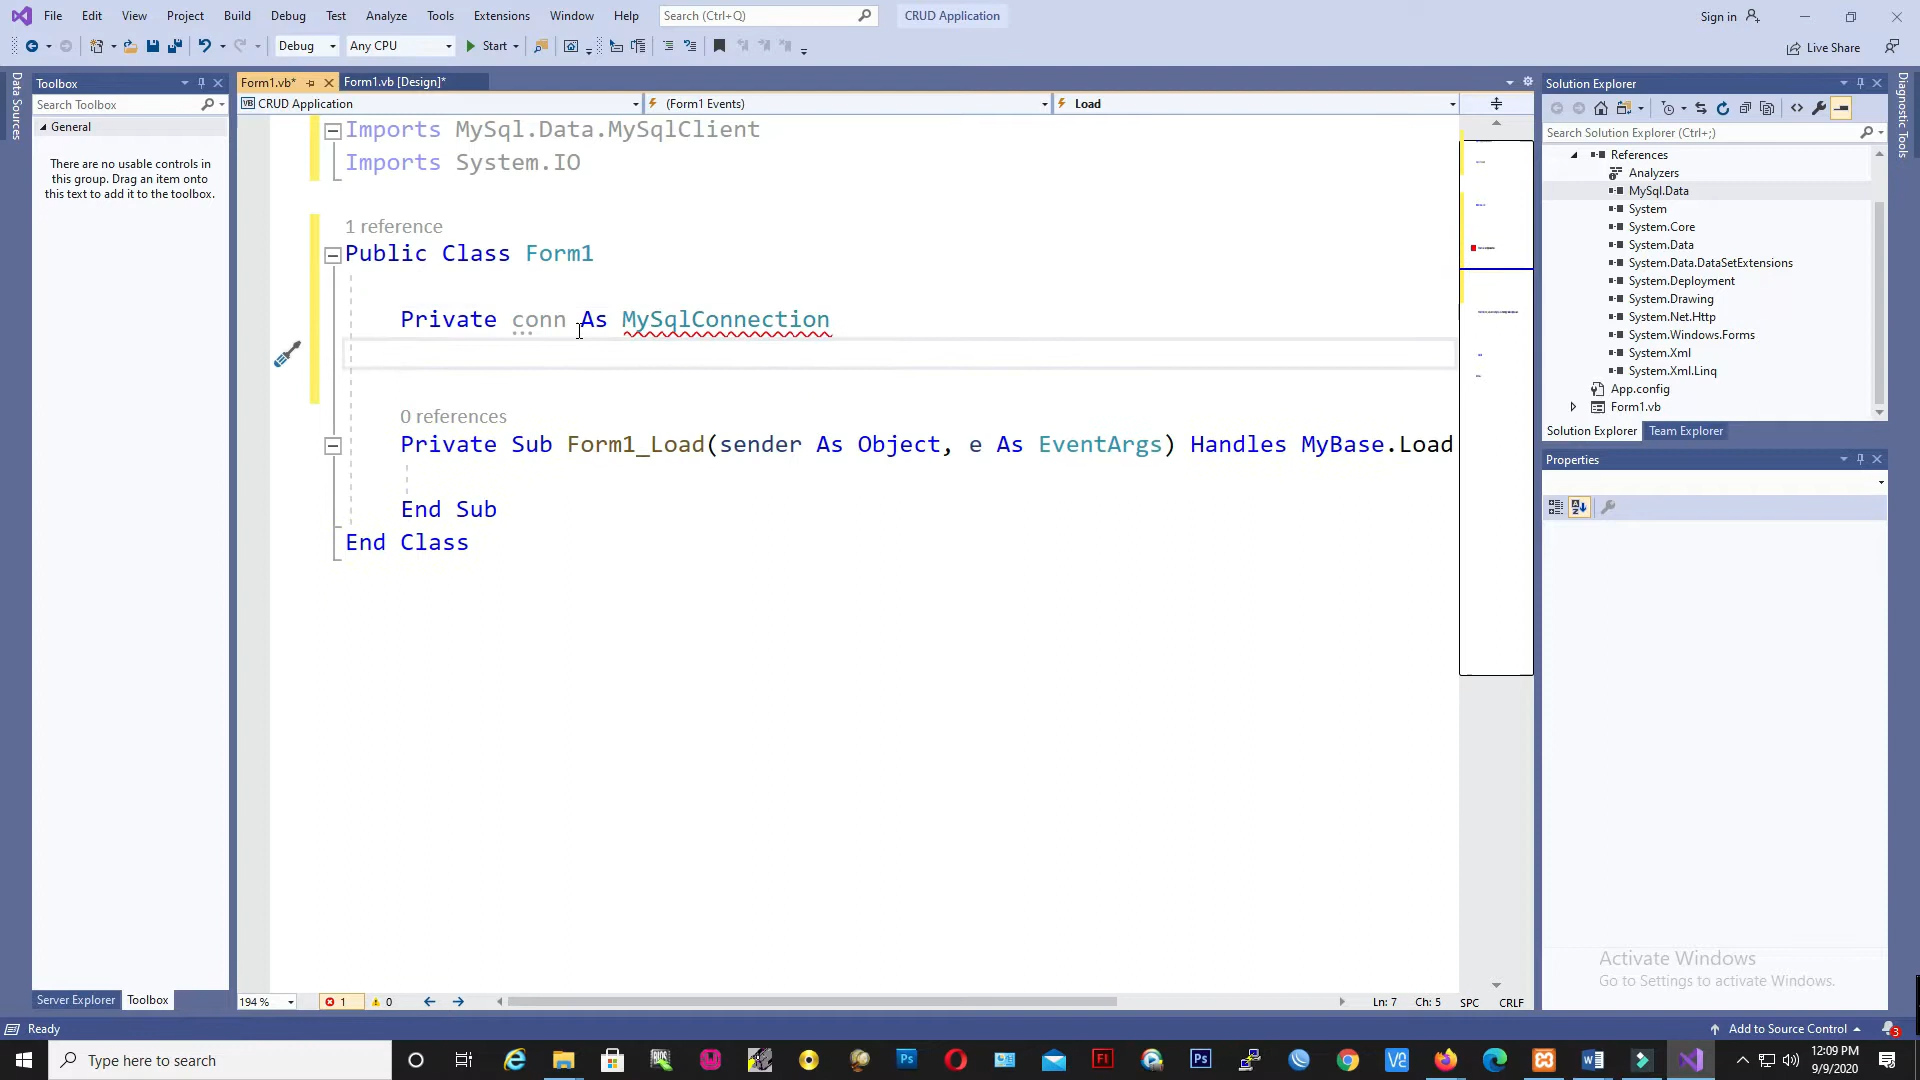 File Edit View Project Build Debug Test Analyze Tools Extensions Window Help Search (Ctrl+Q) CRUD Application Sign in
Debug Any CPU Start Live Share
Data Sources
Toolbox
Search Toolbox
General
There are no usable controls in
this group. Drag an item onto
this text to add it to the toolbox.
Server Explorer Toolbox
Form1.vb* Form1.vb [Design]*
VB CRUD Application (Form1 Events) Load
Imports MySql.Data.MySqlClient
Imports System.IO
1 reference
Public Class Form1
Private conn As MySqlConnection
0 references
Private Sub Form1_Load(sender As Object, e As EventArgs) Handles MyBase.Load
End Sub
End Class
194 % 1 0 Ln: 7 Ch: 5 SPC CRLF
Solution Explorer
Search Solution Explorer (Ctrl+;)
References
Analyzers
MySql.Data
System
System.Core
System.Data
System.Data.DataSetExtensions
System.Deployment
System.Drawing
System.Net.Http
System.Windows.Forms
System.Xml
System.Xml.Linq
App.config
Form1.vb
Solution Explorer Team Explorer
Properties
Diagnostic Tools
Activate Windows
Go to Settings to activate Windows.
Ready Add to Source Control 3
Type here to search
12:09 PM
9/9/2020